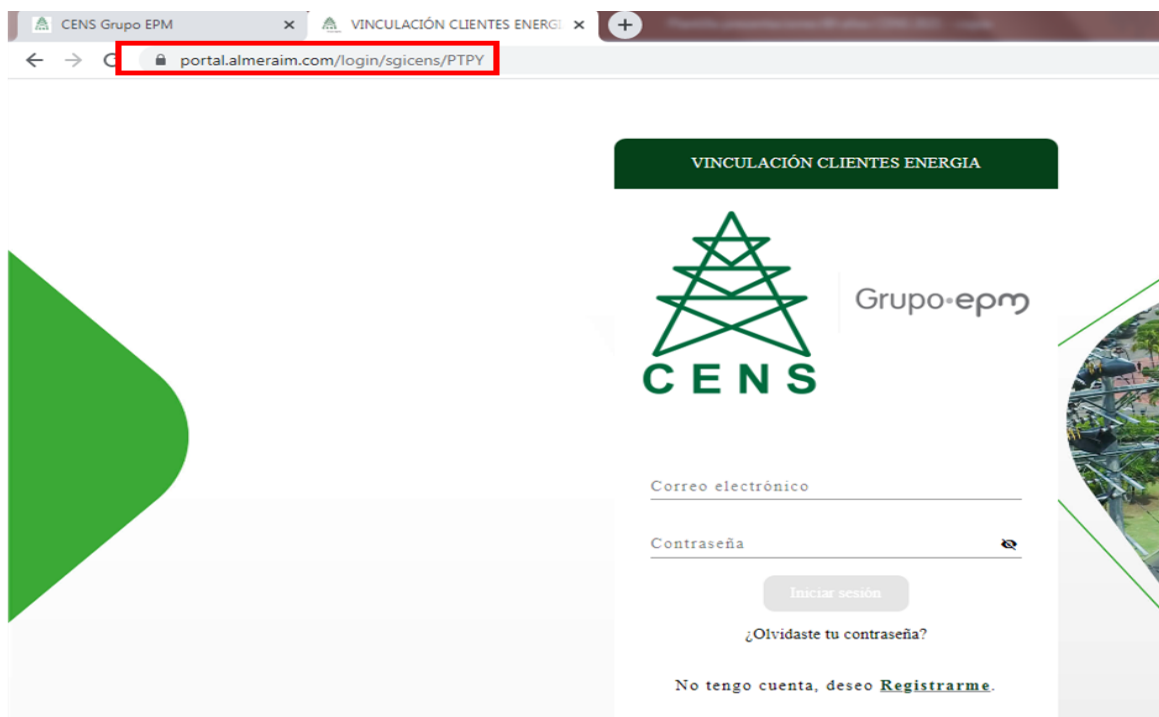 CENS Grupo EPM
VINCULACIÓN CLIENTES ENERGI
portal.almeraim.com/login/sgicens/PTPY
VINCULACIÓN CLIENTES ENERGIA
CENS
Grupo·epm
Correo electrónico
Contraseña
Iniciar sesión
¿Olvidaste tu contraseña?
No tengo cuenta, deseo Registrarme.